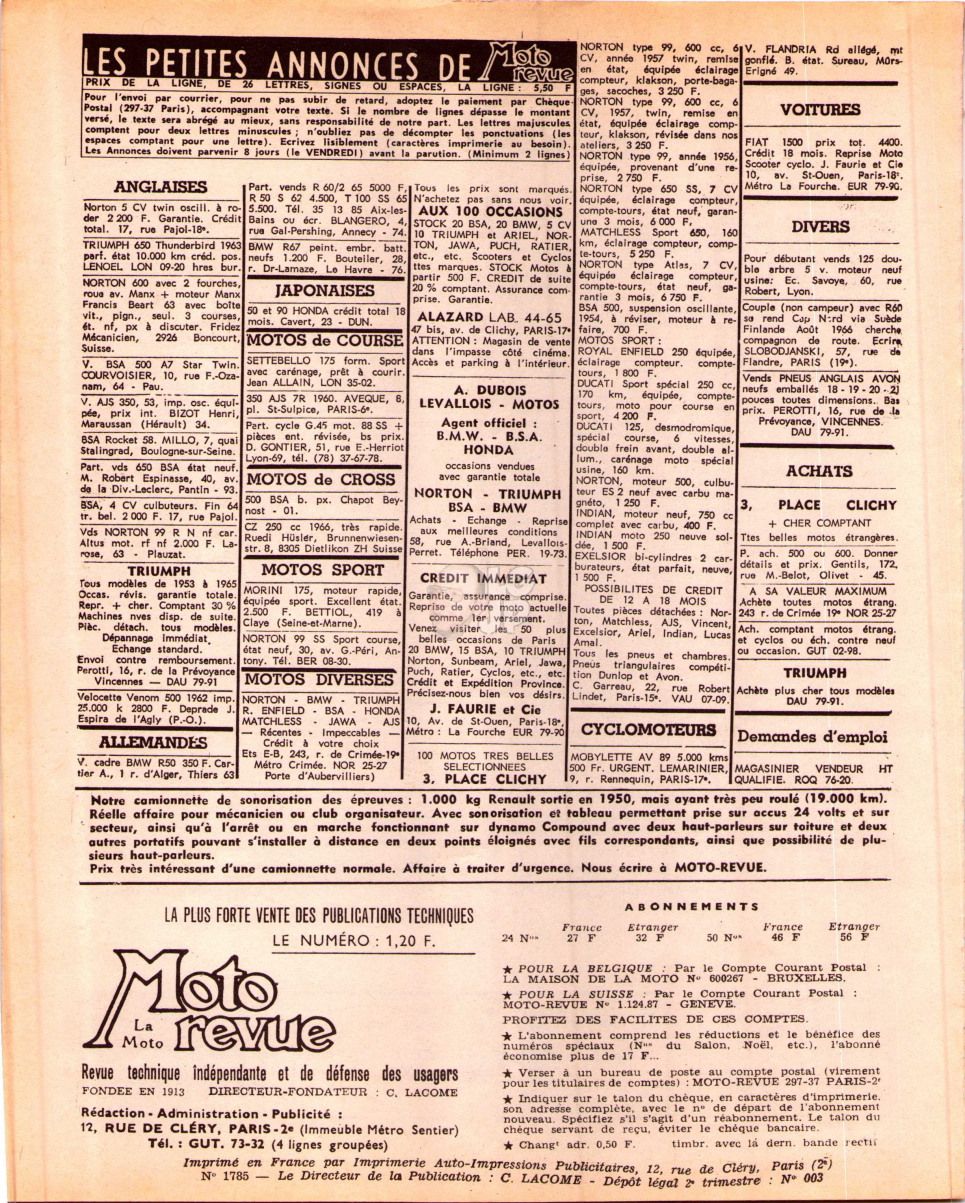 LES PETITES ANNONCES DE Moto revue
PRIX DE LA LIGNE, DE 26 LETTRES, SIGNES OU ESPACES, LA LIGNE : 5,50 F
Pour l'envoi par courrier, pour ne pas subir de retard, adoptez le paiement par Chèque
Postal (297-37 Paris), accompagnant votre texte. Si le nombre de lignes dépasse le montant
versé, le texte sera abrégé au mieux, sans responsabilité de notre part. Les lettres majuscules
comptent pour deux lettres minuscules ; n'oubliez pas de décompter les ponctuations (les
espaces comptant pour une lettre). Ecrivez lisiblement (caractères imprimerie au besoin).
Les Annonces doivent parvenir 8 jours (le VENDREDI) avant la parution. (Minimum 2 lignes)
ANGLAISES
Norton 5 CV twin oscill. à ro-
der 2 200 F. Garantie. Crédit
total. 17, rue Pajol-18e.
TRIUMPH 650 Thunderbird 1963
parf. état 10.000 km créd. pos.
LENOEL LON 09-20 hres bur.
NORTON 600 avec 2 fourches,
roue av. Manx + moteur Manx
Francis Beart 63 avec boîte
vit., pign., seul. 3 courses,
ét. nf, px à discuter. Fridez
Mécanicien, 2926 Boncourt,
Suisse.
V. BSA 500 A7 Star Twin.
COURVOISIER, 10, rue F.-Oza-
nam, 64 - Pau.
V. AJS 350, 53, imp. osc. équi-
pée, prix int. BIZOT Henri,
Maraussan (Hérault) 34.
BSA Rocket 58. MILLO, 7, quai
Stalingrad, Boulogne-sur-Seine.
Part. vds 650 BSA état neuf.
M. Robert Espinasse, 40, av.
de la Div.-Leclerc, Pantin - 93.
BSA, 4 CV culbuteurs. Fin 64
tr. bel. 2 000 F. 17, rue Pajol.
Vds NORTON 99 R N nf car.
Altus mot. rf nf 2.000 F. La-
rose, 63 - Plauzat.
TRIUMPH
Tous modèles de 1953 à 1965
Occas. révis. garantie totale.
Repr. + cher. Comptant 30 %
Machines nves disp. de suite.
Pièc. détach. tous modèles.
Dépannage immédiat,
Echange standard.
Envoi contre remboursement.
Perotti, 16, r. de la Prévoyance
Vincennes — DAU 79-91
Velocette Venom 500 1962 imp.
25.000 k 2800 F. Deprade J.
Espira de l'Agly (P.-O.).
ALLEMANDES
V. cadre BMW R50 350 F. Car-
tier A., 1 r. d'Alger, Thiers 63
Part. vends R 60/2 65 5000 F,
R 50 S 62 4.500, T 100 SS 65
5.500. Tél. 35 13 85 Aix-les-
Bains ou écr. BLANGERO, 4,
rue Gal-Pershing, Annecy - 74.
BMW R67 peint. embr. batt.
neufs 1.200 F. Bouteiler, 28,
r. Dr-Lamaze, Le Havre - 76.
JAPONAISES
50 et 90 HONDA crédit total 18
mois. Cavert, 23 - DUN.
MOTOS de COURSE
SETTEBELLO 175 form. Sport
avec carénage, prêt à courir.
Jean ALLAIN, LON 35-02.
350 AJS 7R 1960. AVEQUE, 8,
pl. St-Sulpice, PARIS-6e.
Part. cycle G.45 mot. 88 SS +
pièces ent. révisée, bs prix.
D. GONTIER, 51, rue E.-Herriot
Lyon-69, tél. (78) 37-67-78.
MOTOS de CROSS
500 BSA b. px. Chapot Bey-
nost - 01.
CZ 250 cc 1966, très rapide.
Ruedi Hüsler, Brunnenwiesen-
str. 8, 8305 Dietlikon ZH Suisse
MOTOS SPORT
MORINI 175, moteur rapide,
équipée sport. Excellent état.
2.500 F. BETTIOL, 419 à
Claye (Seine-et-Marne).
NORTON 99 SS Sport course,
état neuf, 30, av. G.-Péri, An-
tony. Tél. BER 08-30.
MOTOS DIVERSES
NORTON - BMW - TRIUMPH
R. ENFIELD - BSA - HONDA
MATCHLESS - JAWA - AJS
— Récentes - Impeccables —
Crédit à votre choix
Ets E-B, 243, r. de Crimée-19e
Métro Crimée. NOR 25-27
Porte d'Aubervilliers)
Tous les prix sont marqués.
N'achetez pas sans nous voir.
AUX 100 OCCASIONS
STOCK 20 BSA, 20 BMW, 5 CV
10 TRIUMPH et ARIEL, NOR-
TON, JAWA, PUCH, RATIER,
etc., etc. Scooters et Cyclos
ttes marques. STOCK Motos à
partir 500 F. CREDIT de suite
20 % comptant. Assurance com-
prise. Garantie.
ALAZARD LAB. 44-65
47 bis, av. de Clichy, PARIS-17e
ATTENTION : Magasin de vente
dans l'impasse côté cinéma.
Accès et parking à l'intérieur.
A. DUBOIS
LEVALLOIS - MOTOS
Agent officiel :
B.M.W. - B.S.A.
HONDA
occasions vendues
avec garantie totale
NORTON - TRIUMPH
BSA - BMW
Achats - Echange - Reprise
aux meilleures conditions
58, rue A.-Briand, Levallois-
Perret. Téléphone PER. 19-73.
CREDIT IMMEDIAT
Garantie, assurance comprise.
Reprise de votre moto actuelle
comme 1er versement.
Venez visiter les 50 plus
belles occasions de Paris
20 BMW, 15 BSA, 10 TRIUMPH
Norton, Sunbeam, Ariel, Jawa,
Puch, Ratier, Cyclos, etc., etc.
Crédit et Expédition Province.
Précisez-nous bien vos désirs.
J. FAURIE et Cie
10, Av. de St-Ouen, Paris-18e,
Métro : La Fourche EUR 79-90
100 MOTOS TRES BELLES
SELECTIONNEES
3. PLACE CLICHY
NORTON type 99, 600 cc, 6
CV, année 1957 twin, remise
en état, équipée éclairage
compteur, klakson, porte-baga-
ges, sacoches, 3 250 F.
NORTON type 99, 600 cc, 6
CV, 1957, twin, remise en
état, équipée éclairage comp-
teur, klakson, révisée dans nos
ateliers, 3 250 F.
NORTON type 99, année 1956,
équipée, provenant d'une re-
prise, 2 750 F.
NORTON type 650 SS, 7 CV
équipée, éclairage compteur,
compte-tours, état neuf, garan-
une 3 mois, 6 000 F.
MATCHLESS Sport 650, 160
km, éclairage compteur, comp-
te-tours, 5 250 F.
NORTON type Atlas, 7 CV,
équipée éclairage compteur,
compte-tours, état neuf, ga-
rantie 3 mois, 6 750 F.
BSA 500, suspension oscillante,
1954, à réviser, moteur à re-
faire, 700 F.
MOTOS SPORT :
ROYAL ENFIELD 250 équipée,
éclairage compteur. compte-
tours, 1 800 F.
DUCATI Sport spécial 250 cc,
170 km, équipée, compte-
tours, moto pour course en
sport, 4 200 F.
DUCATI 125, desmodromique,
spécial course, 6 vitesses,
double frein avant, double al-
lum., carénage moto spécial
usine, 160 km.
NORTON, moteur 500, culbu-
teur ES 2 neuf avec carbu ma-
gnéto, 1 250 F.
INDIAN, moteur neuf, 750 cc
complet avec carbu, 400 F.
INDIAN moto 250 neuve sol-
dée, 1 500 F.
EXELSIOR bi-cylindres 2 car-
burateurs, état parfait, neuve,
1 500 F.
POSSIBILITES DE CREDIT
DE 12 A 18 MOIS
Toutes pièces détachées : Nor-
ton, Matchless, AJS, Vincent,
Excelsior, Ariel, Indian, Lucas
Amal.
Tous les pneus et chambres.
Pneus triangulaires compéti-
tion Dunlop et Avon.
C. Garreau, 22, rue Robert
Lindet, Paris-15e. VAU 07-09.
CYCLOMOTEURS
MOBYLETTE AV 89 5.000 kms
500 Fr. URGENT. LEMARINIER,
9, r. Rennequin, PARIS-17e.
V. FLANDRIA Rd allégé, mt
gonflé. B. état. Sureau, Mûrs-
Erigné 49.
VOITURES
FIAT 1500 prix tot. 4400.
Crédit 18 mois. Reprise Moto
Scooter cyclo. J. Faurie et Cie
10, av. St-Ouen, Paris-18e.
Métro La Fourche. EUR 79-90.
DIVERS
Pour débutant vends 125 dou-
ble arbre 5 v. moteur neuf
usine: Ec. Savoye, 60, rue
Robert, Lyon.
Couple (non campeur) avec R60
se rend Cap N:rd via Suède
Finlande Août 1966 cherche
compagnon de route. Ecrire
SLOBODJANSKI, 57, rue de
Flandre, PARIS (19e).
Vends PNEUS ANGLAIS AVON
neufs emballés 18 - 19 - 20 - 21
pouces toutes dimensions. Bas
prix. PEROTTI, 16, rue de la
Prévoyance, VINCENNES.
DAU 79-91.
ACHATS
3, PLACE CLICHY
+ CHER COMPTANT
Ttes belles motos étrangères.
P. ach. 500 ou 600. Donner
détails et prix. Gentils, 172,
rue M.-Belot, Olivet - 45.
A SA VALEUR MAXIMUM
Achète toutes motos étrang.
243 r. de Crimée 19e NOR 25-27
Ach. comptant motos étrang.
et cyclos ou éch. contre neuf
ou occasion. GUT 02-98.
TRIUMPH
Achète plus cher tous modèles
DAU 79-91.
Demandes d'emploi
MAGASINIER VENDEUR HT
QUALIFIE. ROQ 76-20.
Notre camionnette de sonorisation des épreuves : 1.000 kg Renault sortie en 1950, mais ayant très peu roulé (19.000 km).
Réelle affaire pour mécanicien ou club organisateur. Avec sonorisation et tableau permettant prise sur accus 24 volts et sur
secteur, ainsi qu'à l'arrêt ou en marche fonctionnant sur dynamo Compound avec deux haut-parleurs sur toiture et deux
autres portatifs pouvant s'installer à distance en deux points éloignés avec fils correspondants, ainsi que possibilité de plu-
sieurs haut-parleurs.
Prix très intéressant d'une camionnette normale. Affaire à traiter d'urgence. Nous écrire à MOTO-REVUE.
LA PLUS FORTE VENTE DES PUBLICATIONS TECHNIQUES
LE NUMÉRO : 1,20 F.
Moto revue
La Moto
Revue technique indépendante et de défense des usagers
FONDEE EN 1913 DIRECTEUR-FONDATEUR : C. LACOME
Rédaction - Administration - Publicité :
12, RUE DE CLÉRY, PARIS-2e (Immeuble Métro Sentier)
Tél. : GUT. 73-32 (4 lignes groupées)
ABONNEMENTS
France Etranger France Etranger
24 Nos 27 F 32 F 50 Nos 46 F 56 F
★ POUR LA BELGIQUE : Par le Compte Courant Postal :
LA MAISON DE LA MOTO No 600267 - BRUXELLES.
★ POUR LA SUISSE : Par le Compte Courant Postal :
MOTO-REVUE No 1.124.87 - GENEVE.
PROFITEZ DES FACILITES DE CES COMPTES.
★ L'abonnement comprend les réductions et le bénéfice des
numéros spéciaux (Nos du Salon, Noël, etc.), l'abonné
économise plus de 17 F...
★ Verser à un bureau de poste au compte postal (virement
pour les titulaires de comptes) : MOTO-REVUE 297-37 PARIS-2e
★ Indiquer sur le talon du chèque, en caractères d'imprimerie.
son adresse complète, avec le no de départ de l'abonnement
nouveau. Spécifiez s'il s'agit d'un réabonnement. Le talon du
chèque servant de reçu, éviter le chèque bancaire.
★ Changt adr. 0,50 F. timbr. avec la dern. bande rectif
Imprimé en France par Imprimerie Auto-Impressions Publicitaires, 12, rue de Cléry, Paris (2e)
No 1785 — Le Directeur de la Publication : C. LACOME - Dépôt légal 2e trimestre : No 003